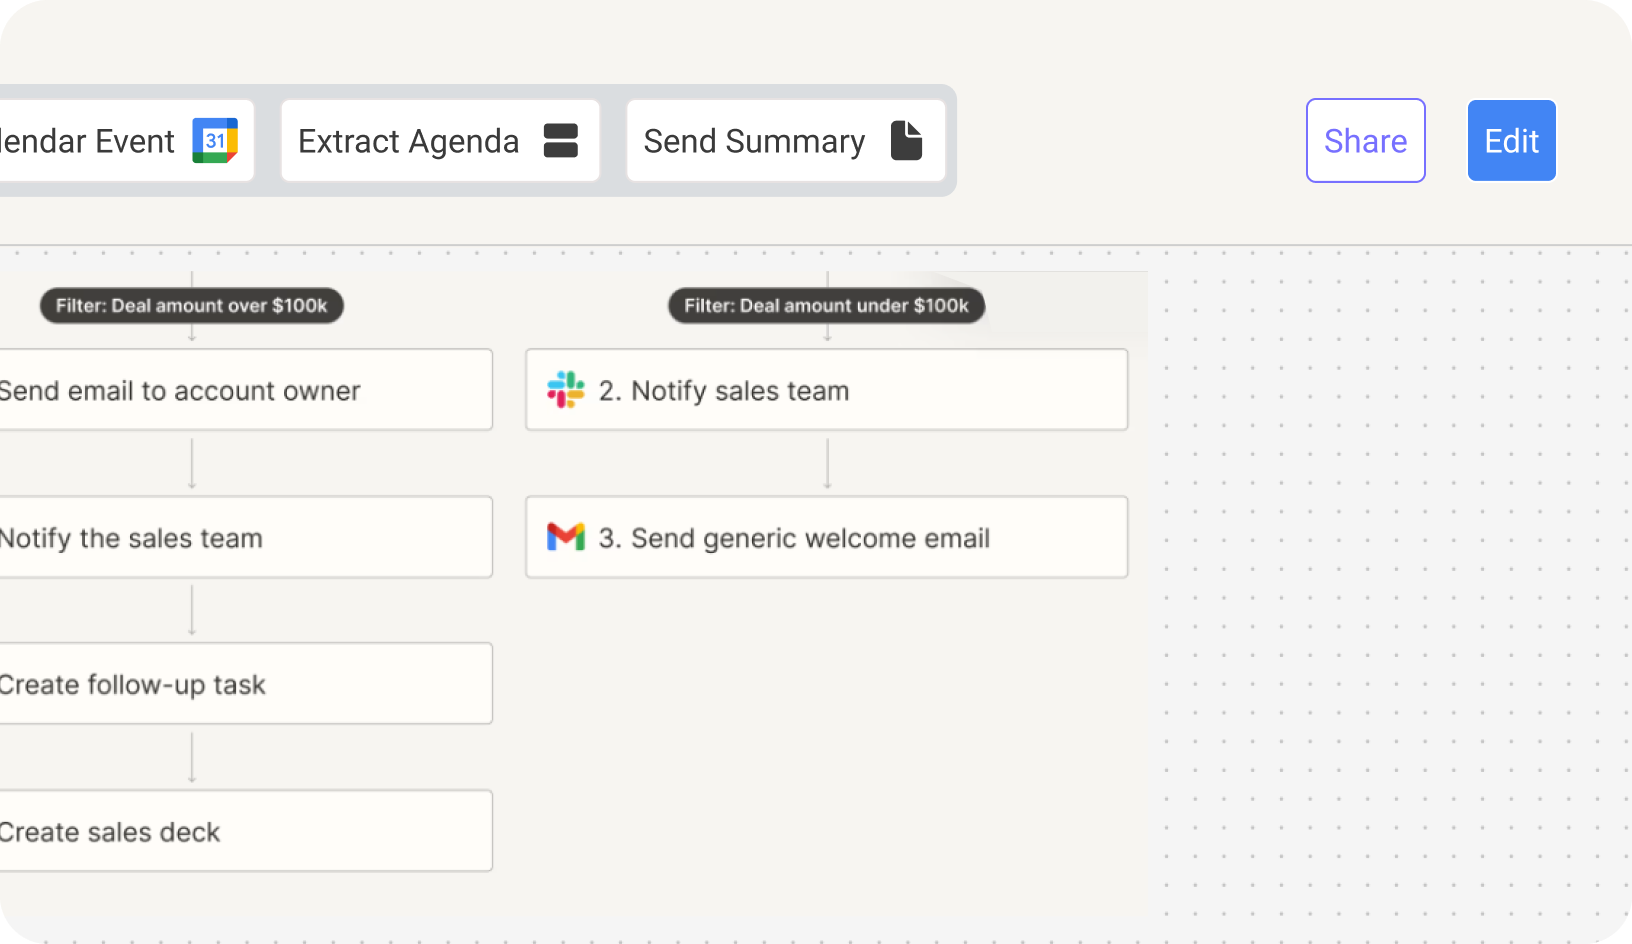 lendar Event 31 Extract Agenda Send Summary Share Edit
Filter: Deal amount over $100k
Send email to account owner
Notify the sales team
Create follow-up task
Create sales deck
Filter: Deal amount under $100k
2. Notify sales team
3. Send generic welcome email